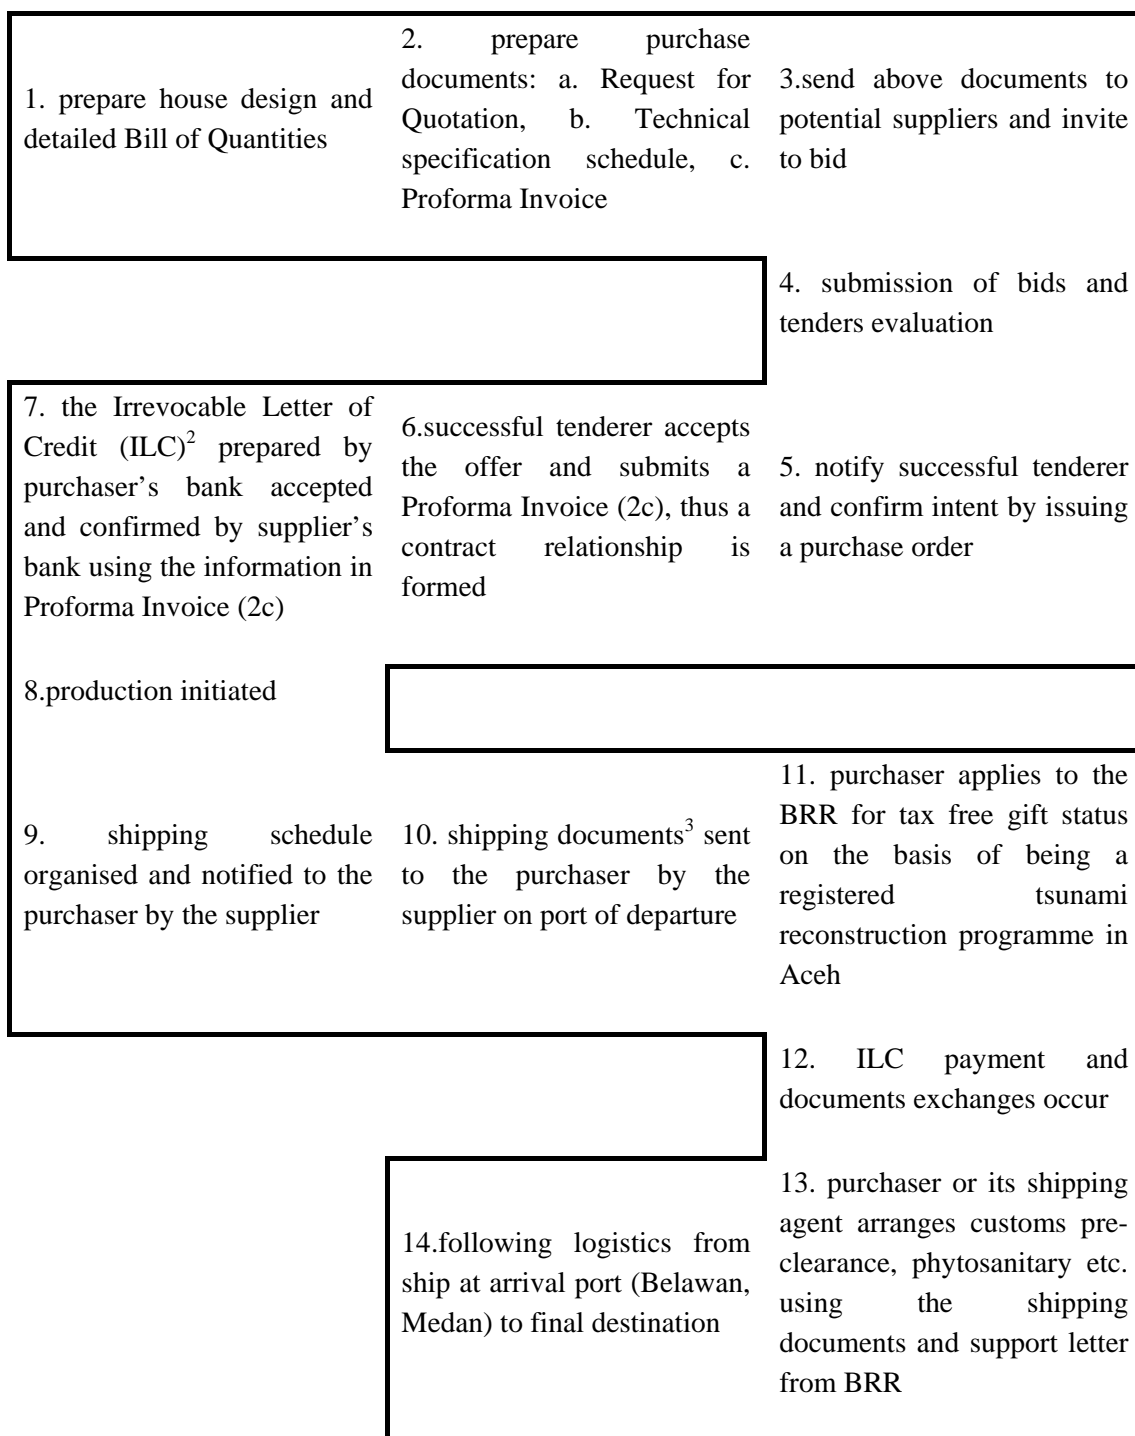 1. prepare house design and
detailed Bill of Quantities
2. prepare purchase
documents: a. Request for
Quotation, b. Technical
specification schedule, c.
Proforma Invoice
3.send above documents to
potential suppliers and invite
to bid
4. submission of bids and
tenders evaluation
7. the Irrevocable Letter of
Credit (ILC)2 prepared by
purchaser’s bank accepted
and confirmed by supplier’s
bank using the information in
Proforma Invoice (2c)
6.successful tenderer accepts
the offer and submits a
Proforma Invoice (2c), thus a
contract relationship is
formed
5. notify successful tenderer
and confirm intent by issuing
a purchase order
8.production initiated
9. shipping schedule
organised and notified to the
purchaser by the supplier
10. shipping documents3 sent
to the purchaser by the
supplier on port of departure
11. purchaser applies to the
BRR for tax free gift status
on the basis of being a
registered tsunami
reconstruction programme in
Aceh
12. ILC payment and
documents exchanges occur
14.following logistics from
ship at arrival port (Belawan,
Medan) to final destination
13. purchaser or its shipping
agent arranges customs pre-
clearance, phytosanitary etc.
using the shipping
documents and support letter
from BRR